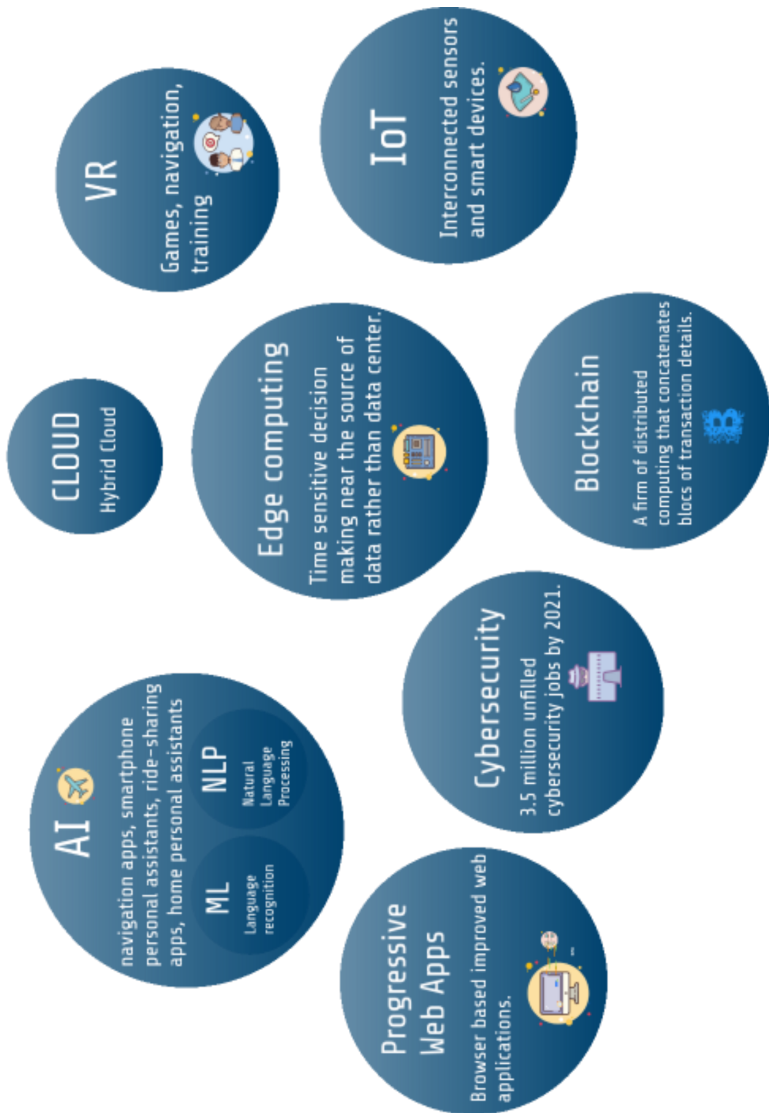 AI
navigation apps, smartphone
personal assistants, ride-sharing
apps, home personal assistants
ML
Language
recognition
NLP
Natural
Language
Processing
CLOUD
Hybrid Cloud
VR
Games, navigation,
training
Edge computing
Time sensitive decision
making near the source of
data rather than data center.
Progressive
Web Apps
Browser based improved web
applications.
Cybersecurity
3.5 million unfilled
cybersecurity jobs by 2021.
Blockchain
A firm of distributed
computing that concatenates
blocs of transaction details.
IoT
Interconnected sensors
and smart devices.